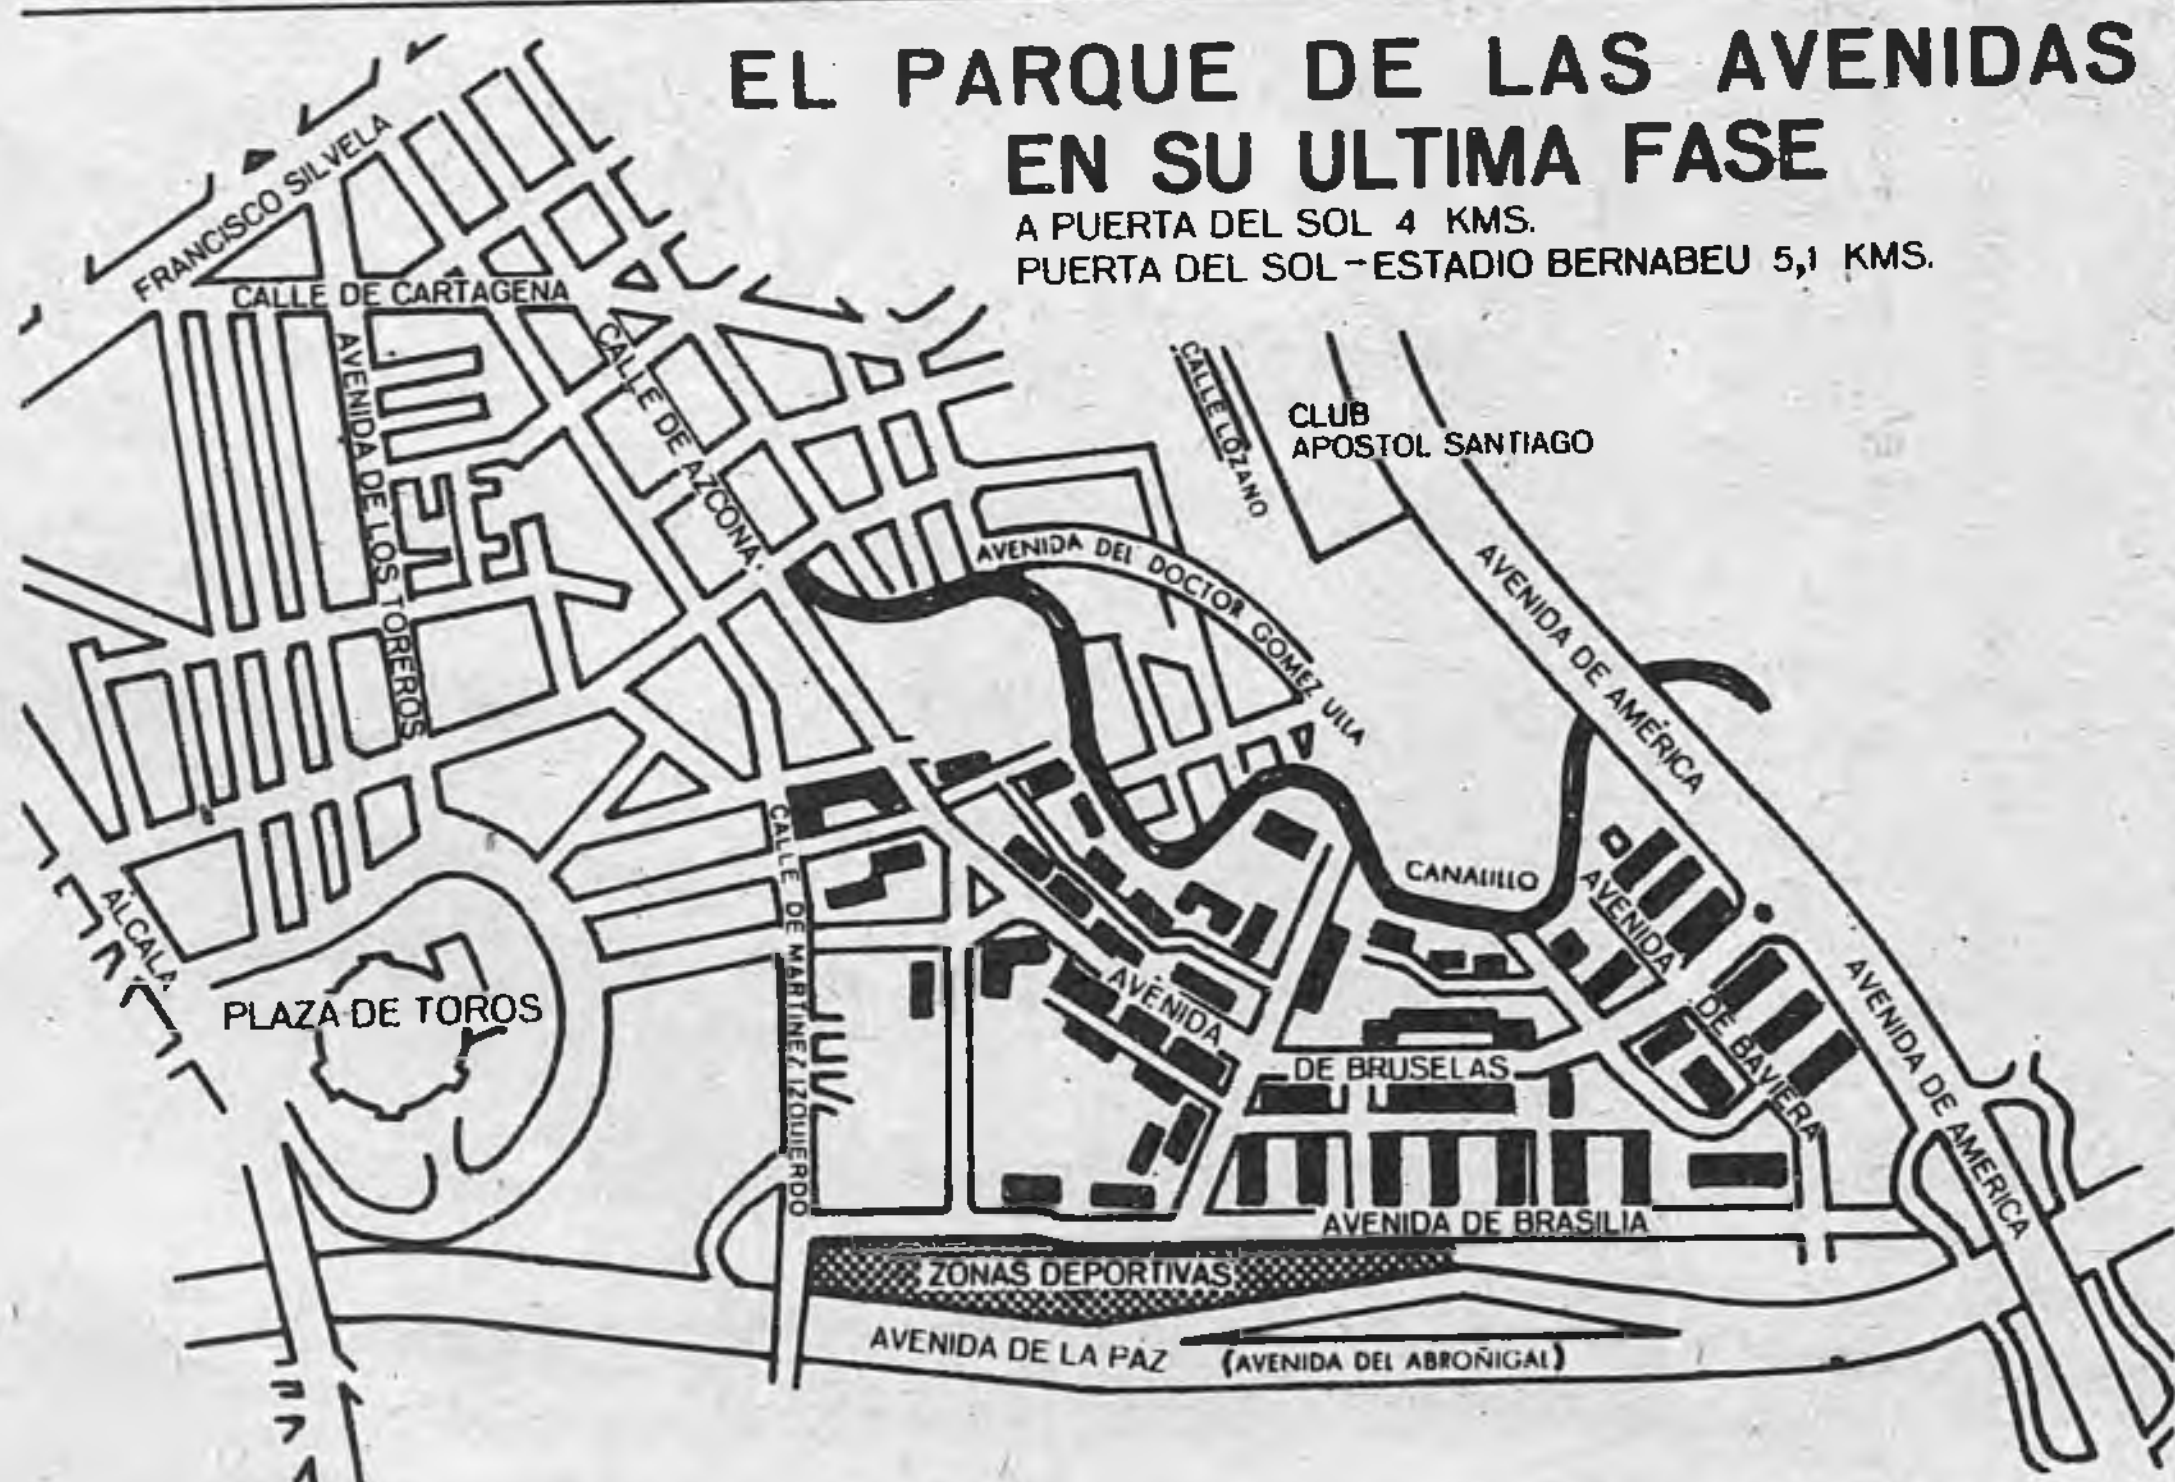 EL PARQUE DE LAS AVENIDAS
EN SU ULTIMA FASE
A PUERTA DEL SOL 4 KMS.
PUERTA DEL SOL-ESTADIO BERNABEU 5,1 KMS.
FRANCISCO SILVELA
CALLE DE CARTAGENA
AVENIDA DE LOS TOREROS
CALLE DE AZCONA
CALLE LOZANO
CLUB
APOSTOL SANTIAGO
AVENIDA DEL DOCTOR GOMEZ ULLA
AVENIDA DE AMÉRICA
CANALILLO
AVENIDA
DE BAVIERA
ALCALA
PLAZA DE TOROS
CALLE DE MARTINEZ IZQUIERDO
AVENIDA
DE BRUSELAS
AVENIDA DE AMERICA
AVENIDA DE BRASILIA
ZONAS DEPORTIVAS
AVENIDA DE LA PAZ (AVENIDA DEL ABROÑIGAL)